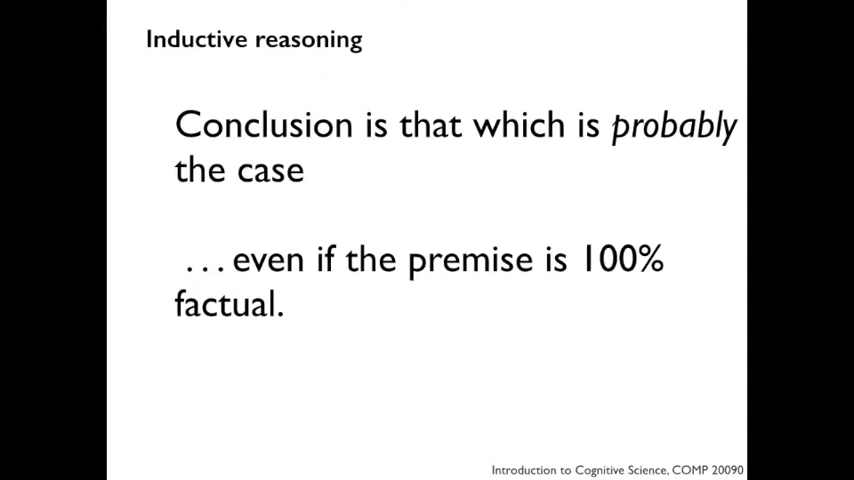 Inductive reasoning
Conclusion is that which is probably
the case
...even if the premise is 100%
factual.
Introduction to Cognitive Science, COMP 20090